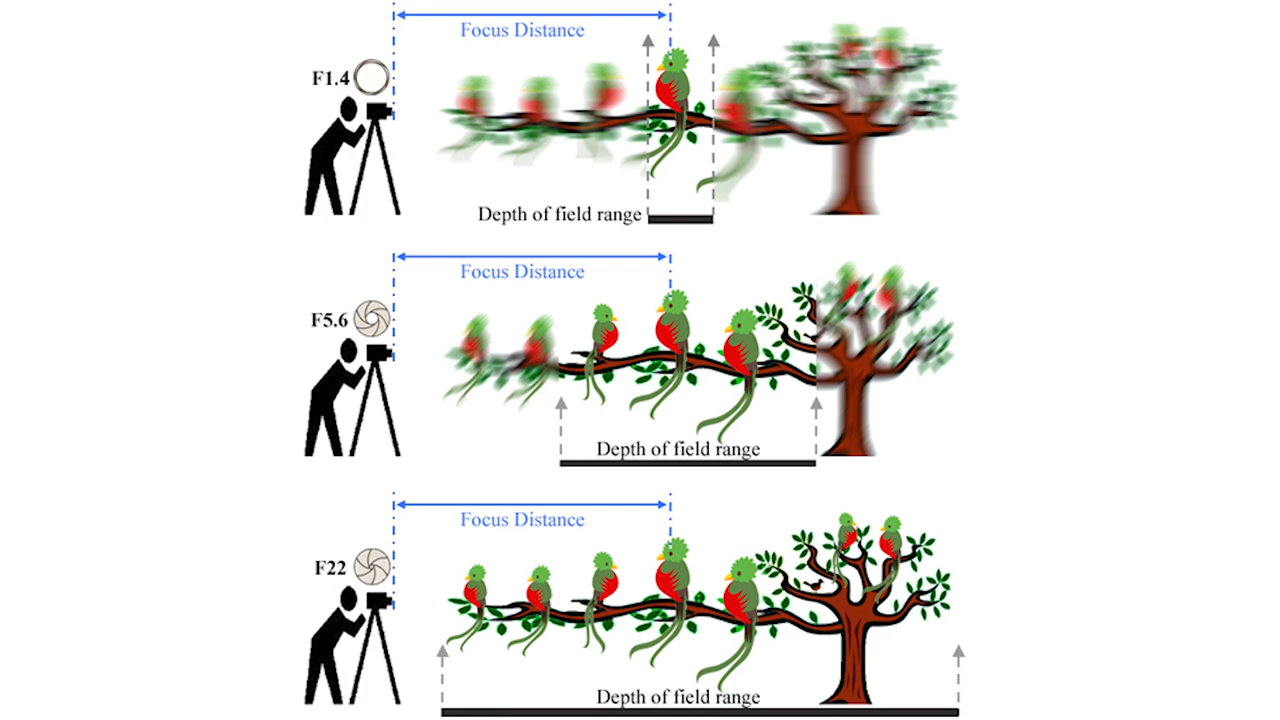 Focus Distance
F1.4
Depth of field range
Focus Distance
F5.6
Depth of field range
Focus Distance
F22
Depth of field range